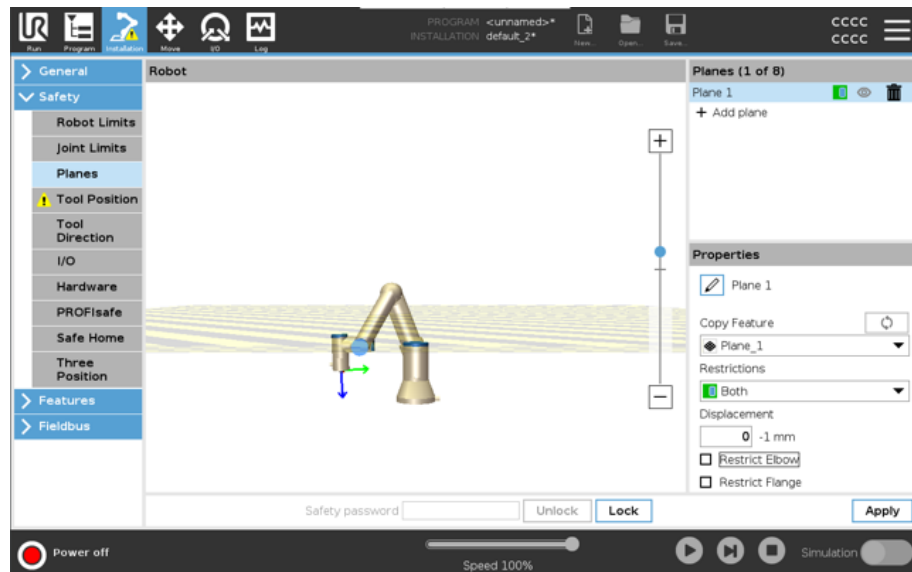 PROGRAM <unnamed>*
INSTALLATION default_2*
UR
Run
Program
Installation
Move
I/O
Log
New...
Open...
Save...
CCCC
CCCC
General
Safety
Robot Limits
Joint Limits
Planes
Tool Position
Tool
Direction
I/O
Hardware
PROFIsafe
Safe Home
Three
Position
Features
Fieldbus
Robot
Planes (1 of 8)
Plane 1
+ Add plane
Properties
Plane 1
Copy Feature
Plane_1
Restrictions
Both
Displacement
0 -1 mm
Restrict Elbow
Restrict Flange
Safety password
Unlock
Lock
Apply
Power off
Speed 100%
Simulation